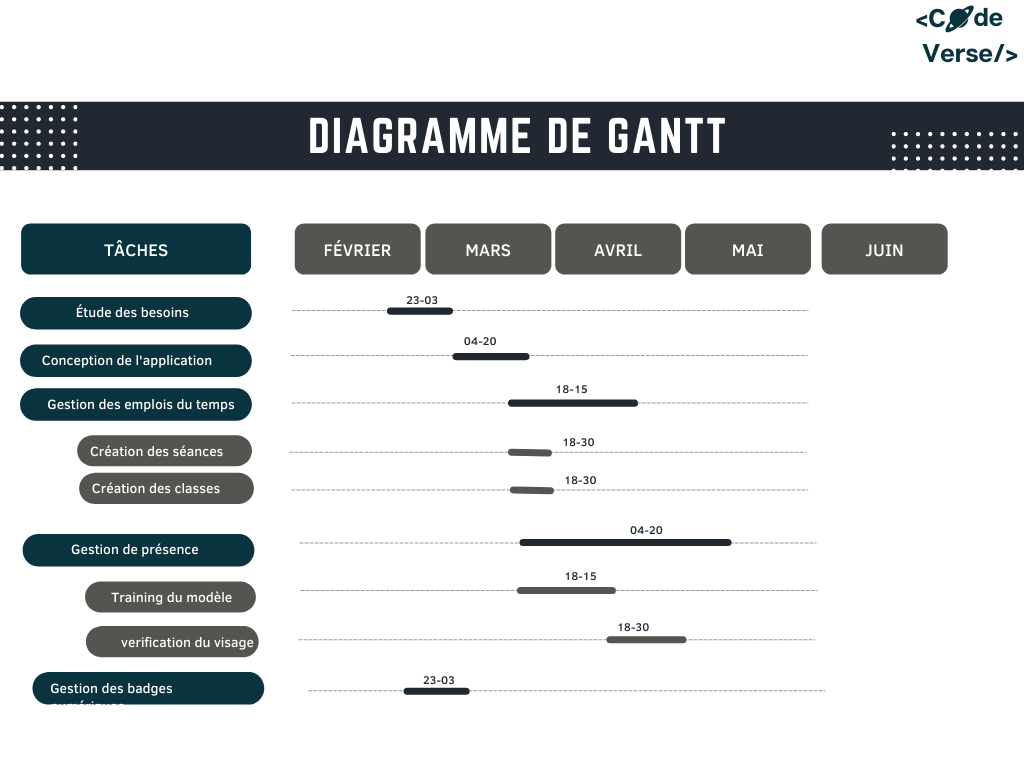 <Code
Verse/>
DIAGRAMME DE GANTT
TÂCHES FÉVRIER MARS AVRIL MAI JUIN
Étude des besoins 23-03
Conception de l'application 04-20
Gestion des emplois du temps 18-15
Création des séances 18-30
Création des classes 18-30
Gestion de présence 04-20
Training du modèle 18-15
verification du visage 18-30
Gestion des badges 23-03